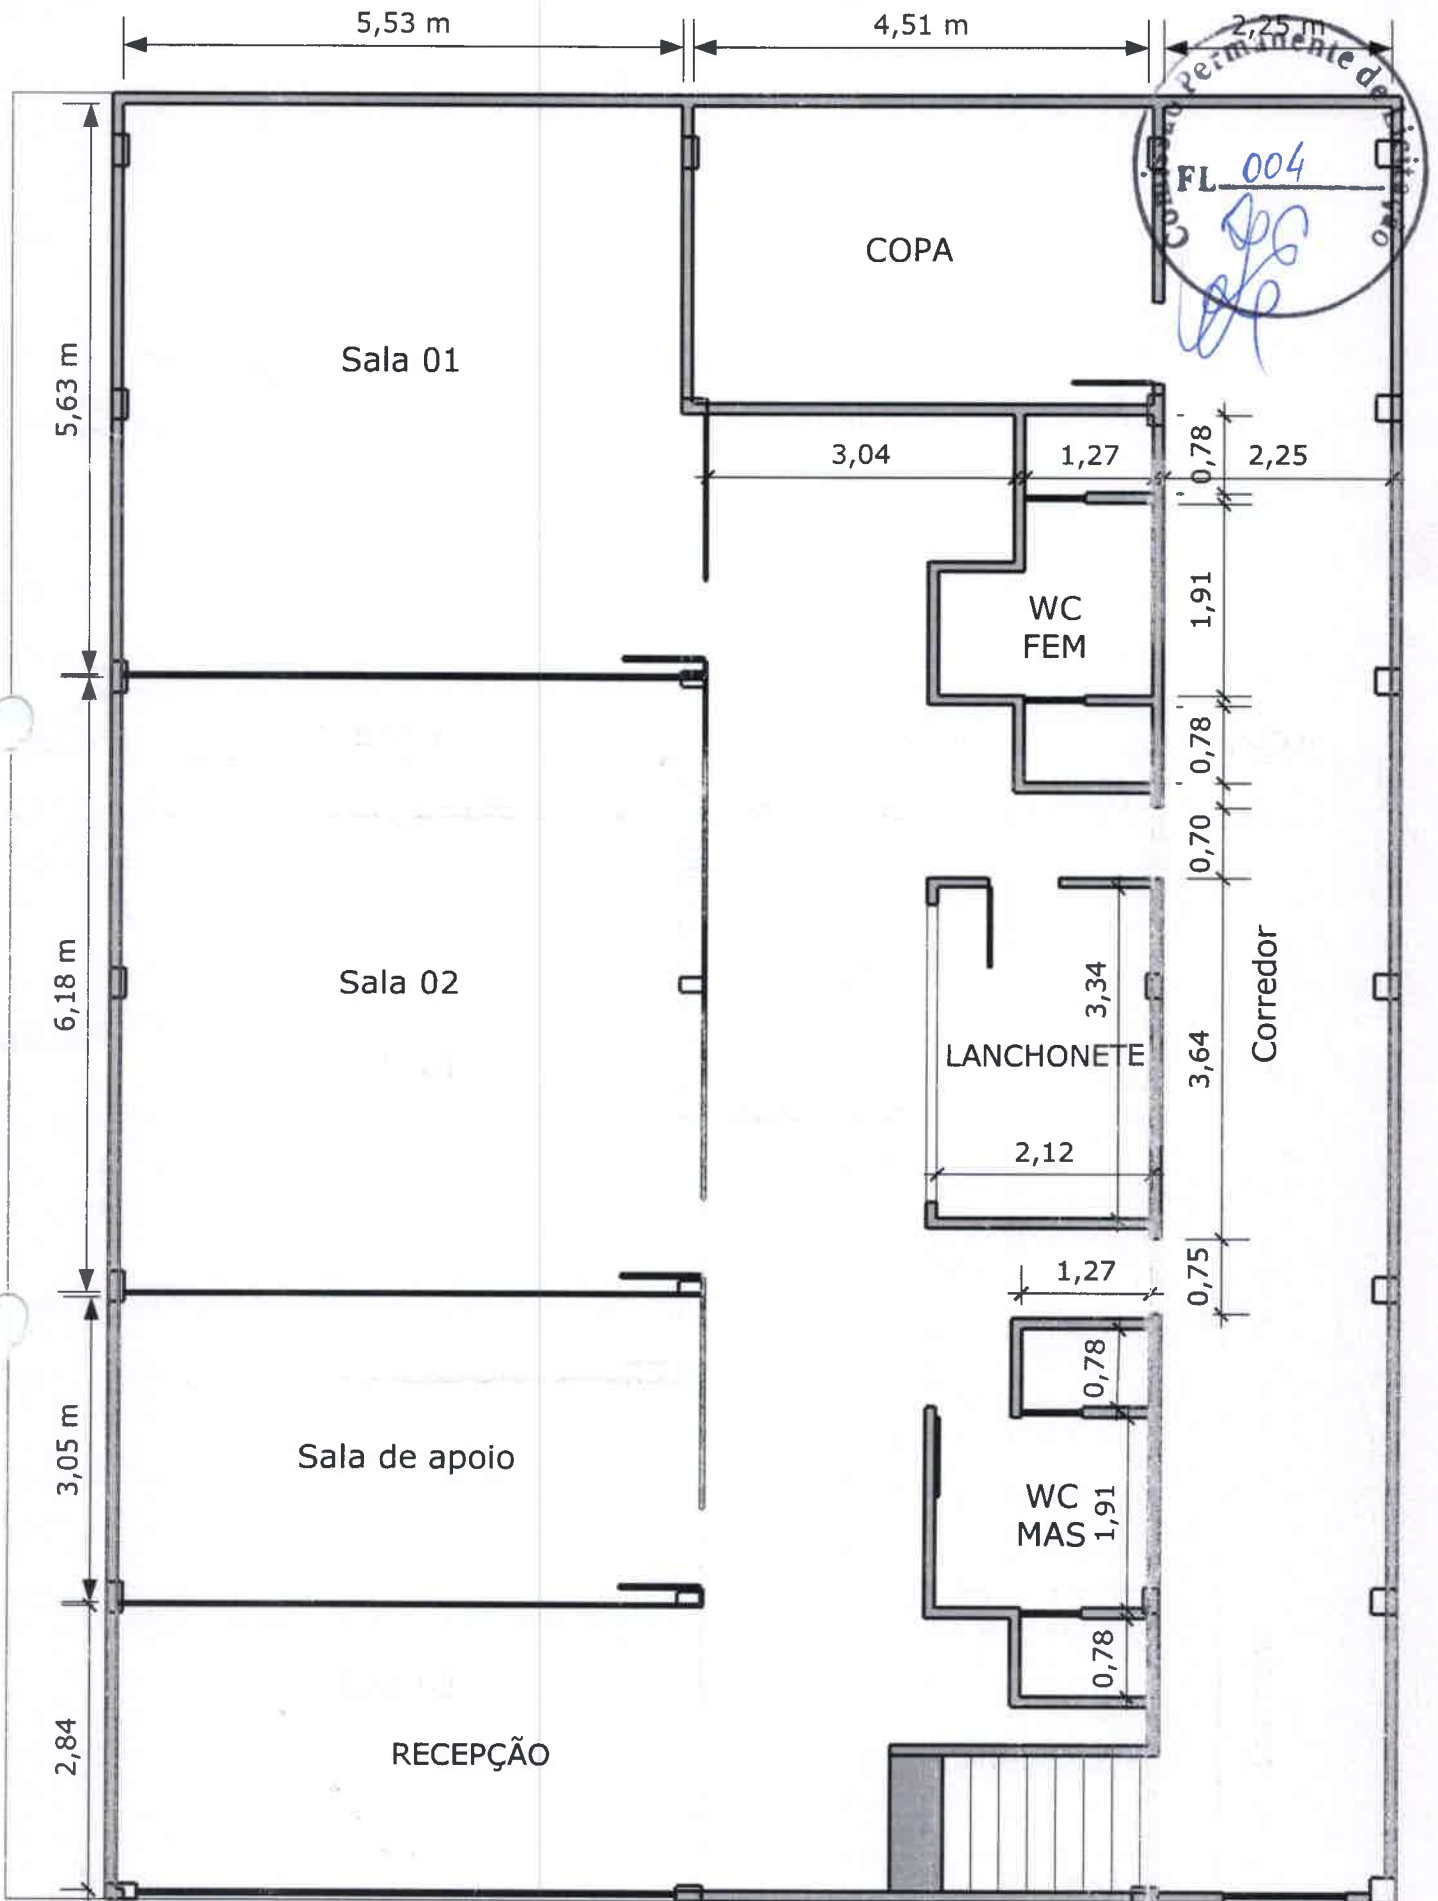 5,53 m
4,51 m
2,25 m
Permanente de
FL 004
COPA
Sala 01
5,63 m
3,04
1,27
0,78
2,25
WC
FEM
1,91
0,78
0,70
Sala 02
6,18 m
3,34
LANCHONETE
3,64
Corredor
2,12
1,27
0,75
0,78
Sala de apoio
3,05 m
WC
MAS
1,91
0,78
RECEPÇÃO
2,84